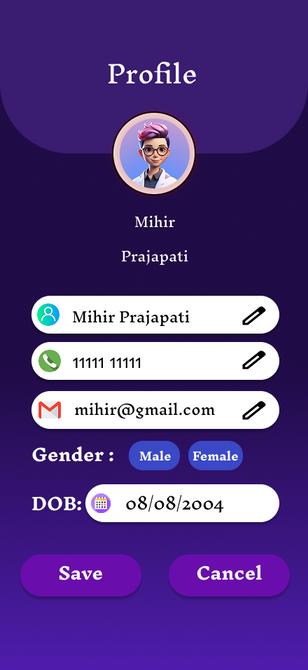 Profile
Mihir
Prajapati
Mihir Prajapati
11111 11111
mihir@gmail.com
Gender : Male Female
DOB: 08/08/2004
Save Cancel